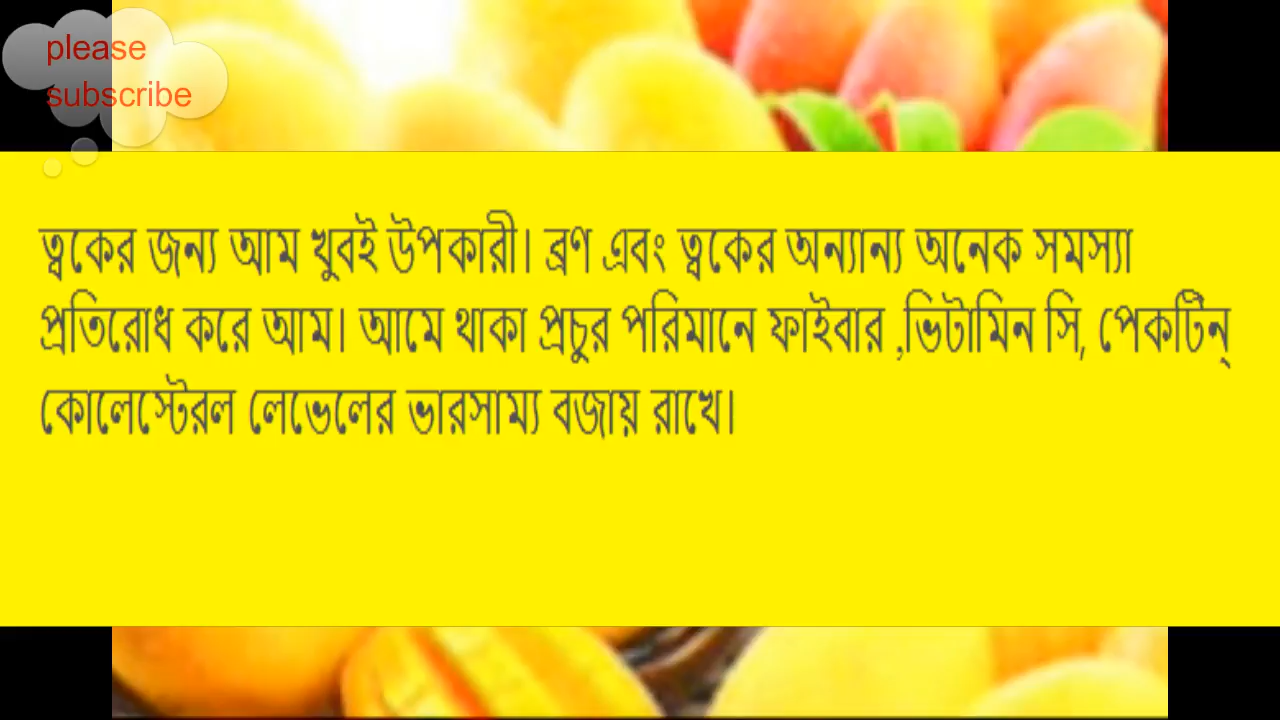 please
subscribe
ত্বকের জন্য আম খুবই উপকারী। ব্রণ এবং ত্বকের অন্যান্য অনেক সমস্যা
প্রতিরোধ করে আম। আমে থাকা প্রচুর পরিমানে ফাইবার ,ভিটামিন সি, পেকটিন্
কোলেস্টেরল লেভেলের ভারসাম্য বজায় রাখে।